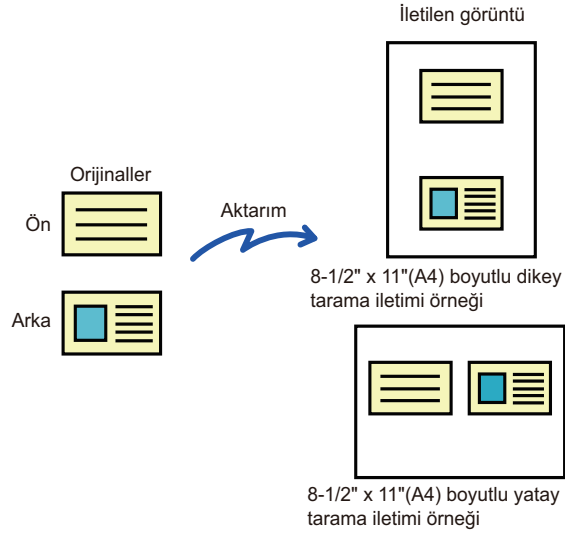 İletilen görüntü
Orijinaller
Ön
Aktarım
Arka
8-1/2" x 11"(A4) boyutlu dikey
tarama iletimi örneği
8-1/2" x 11"(A4) boyutlu yatay
tarama iletimi örneği